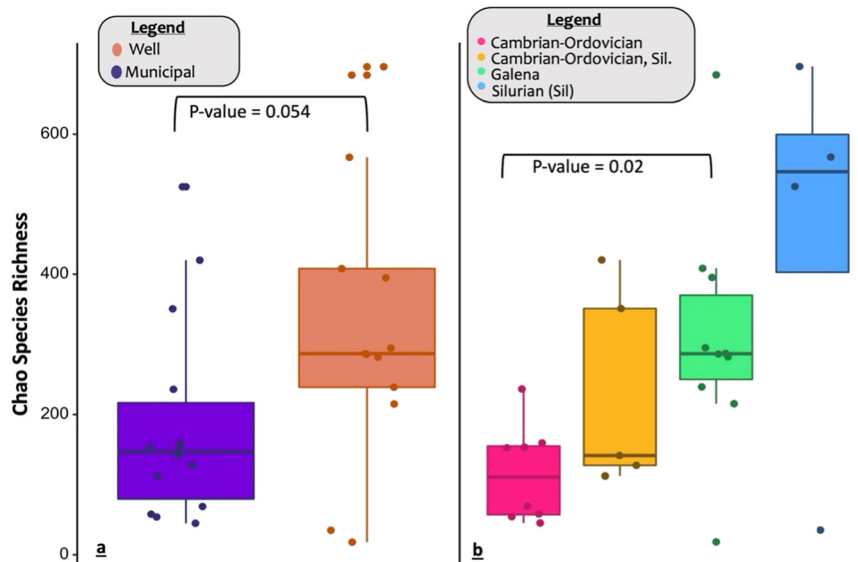 Legend
Well
Municipal
P-value = 0.054
Chao Species Richness
600
400
200
0
a
Legend
Cambrian-Ordovician
Cambrian-Ordovician, Sil.
Galena
Silurian (Sil)
P-value = 0.02
b